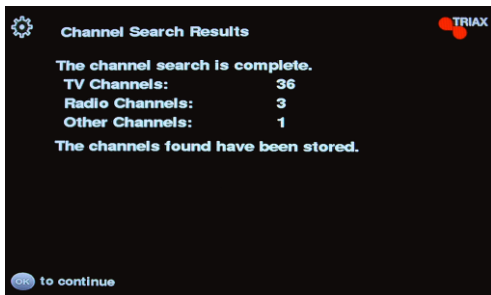 Channel Search Results
TRIAX
The channel search is complete.
TV Channels: 36
Radio Channels: 3
Other Channels: 1
The channels found have been stored.
OK to continue